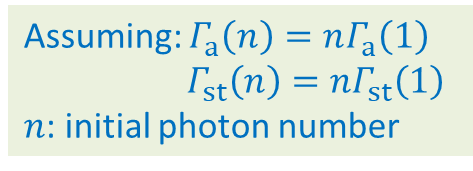 Assuming: Γₐ(n) = nΓₐ(1)
Γₛₜ(n) = nΓₛₜ(1)
n: initial photon number